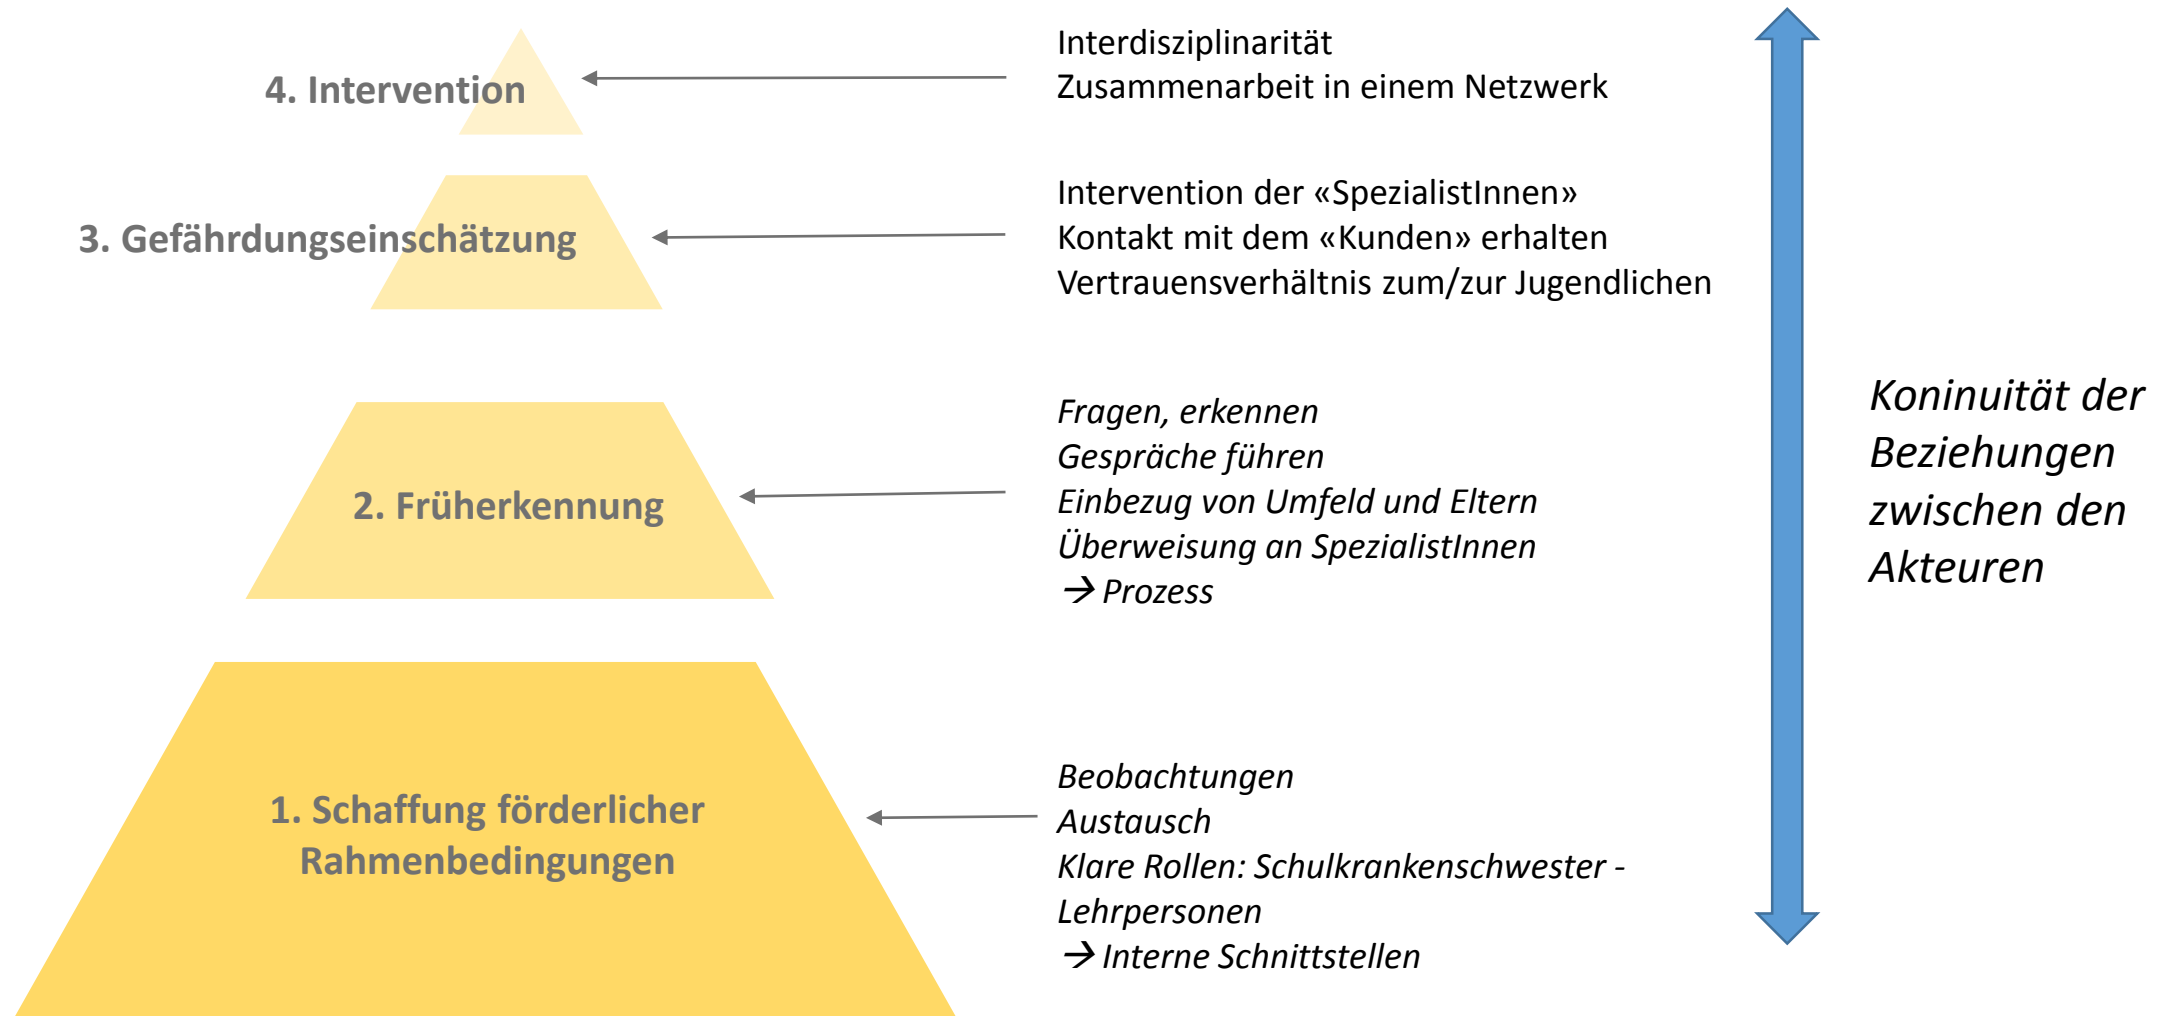 4. Intervention
Interdisziplinarität
Zusammenarbeit in einem Netzwerk
3. Gefährdungseinschätzung
Intervention der «SpezialistInnen»
Kontakt mit dem «Kunden» erhalten
Vertrauensverhältnis zum/zur Jugendlichen
2. Früherkennung
Fragen, erkennen
Gespräche führen
Einbezug von Umfeld und Eltern
Überweisung an SpezialistInnen
→ Prozess
1. Schaffung förderlicher
Rahmenbedingungen
Beobachtungen
Austausch
Klare Rollen: Schulkrankenschwester -
Lehrpersonen
→ Interne Schnittstellen
Koninuität der
Beziehungen
zwischen den
Akteuren